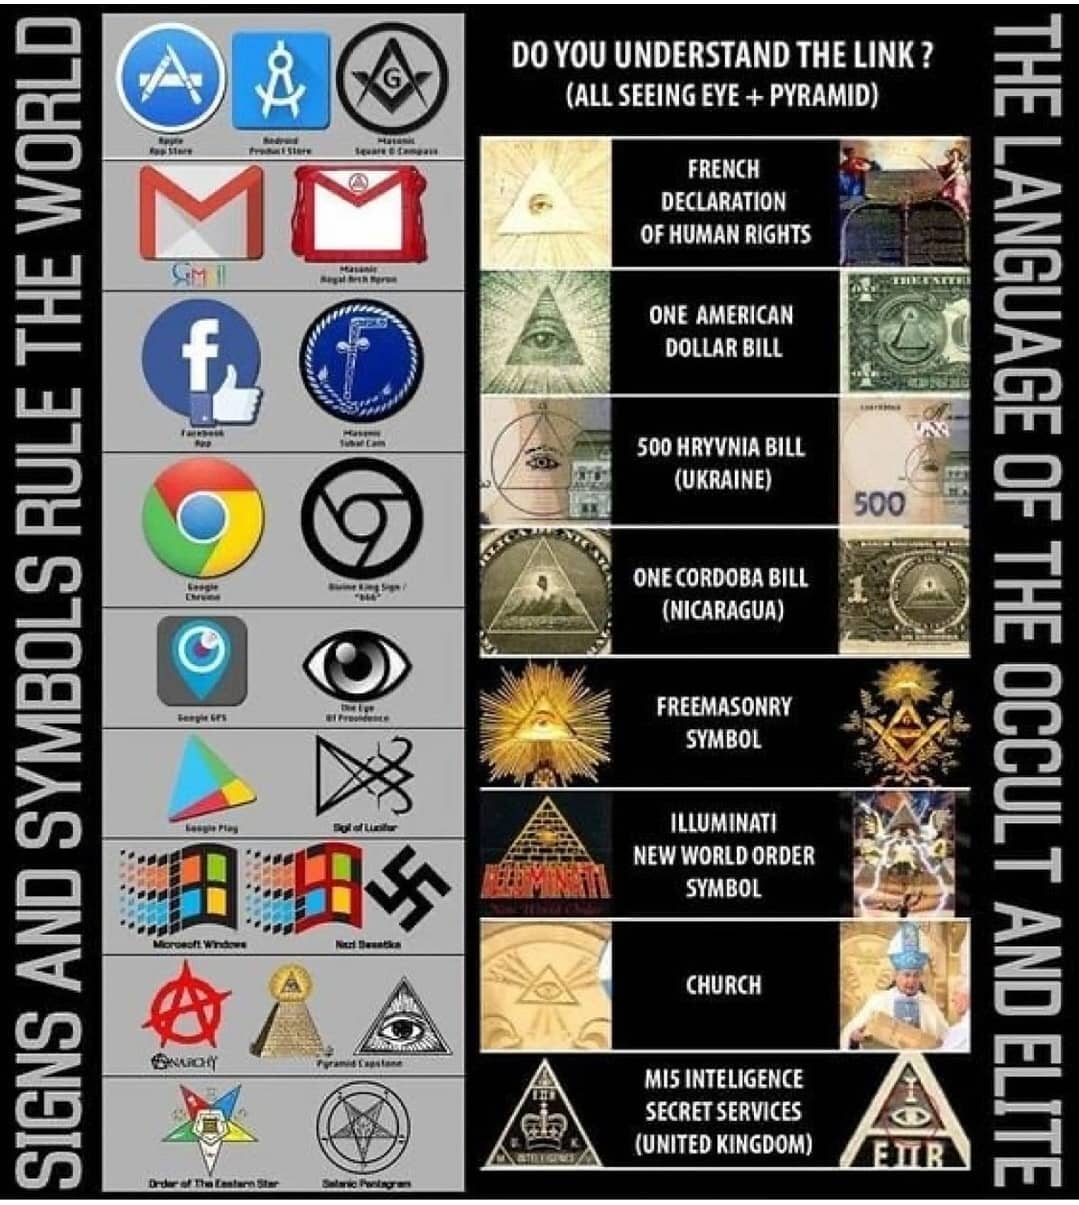 SIGNS AND SYMBOLS RULE THE WORLD
Apple
App Store
Android
Product Store
G
Masonic
Square & Compass
Gmail
Masonic
Royal Arch Apron
f
Facebook
App
Masonic
Tubal Cain
Google
Chrome
Divine King Sign /
"666"
Google GPS
The Eye
Of Providence
Google Play
Sigil of Lucifer
Microsoft Windows
Nazi Swastika
ANARCHY
Pyramid Capstone
Order of The Eastern Star
Satanic Pentagram
DO YOU UNDERSTAND THE LINK ?
(ALL SEEING EYE + PYRAMID)
FRENCH
DECLARATION
OF HUMAN RIGHTS
ONE AMERICAN
DOLLAR BILL
THE UNITE
500 HRYVNIA BILL
(UKRAINE)
500
ONE CORDOBA BILL
(NICARAGUA)
1
FREEMASONRY
SYMBOL
G
ILLUMINATI
NEW WORLD ORDER
SYMBOL
ILLUMINATI
CHURCH
MI5 INTELIGENCE
SECRET SERVICES
(UNITED KINGDOM)
E II R
THE LANGUAGE OF THE OCCULT AND ELITE